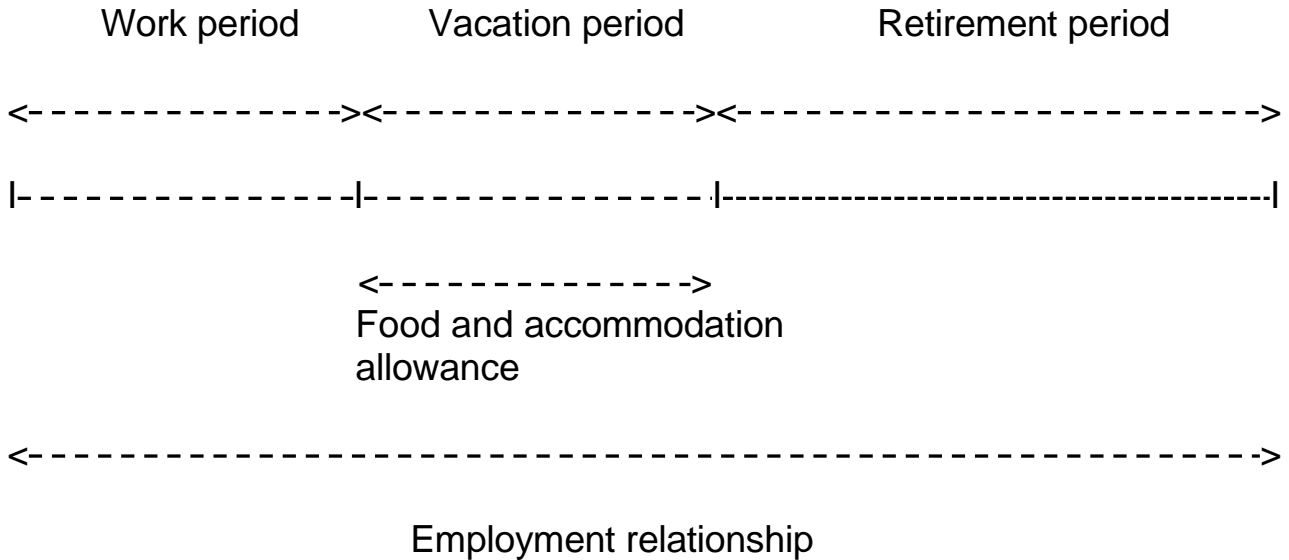 Work period Vacation period Retirement period
<- - - - - - - - - - - - - - -><- - - - - - - - - - - - - - -><- - - - - - - - - - - - - - - - - - - - - - - ->
|- - - - - - - - - - - - - - -|- - - - - - - - - - - - - - - -|------------------------------------------|
<- - - - - - - - - - - - - - ->
Food and accommodation
allowance
<- - - - - - - - - - - - - - - - - - - - - - - - - - - - - - - - - - - - - - - - - - - - - - - - - - - - - ->
Employment relationship